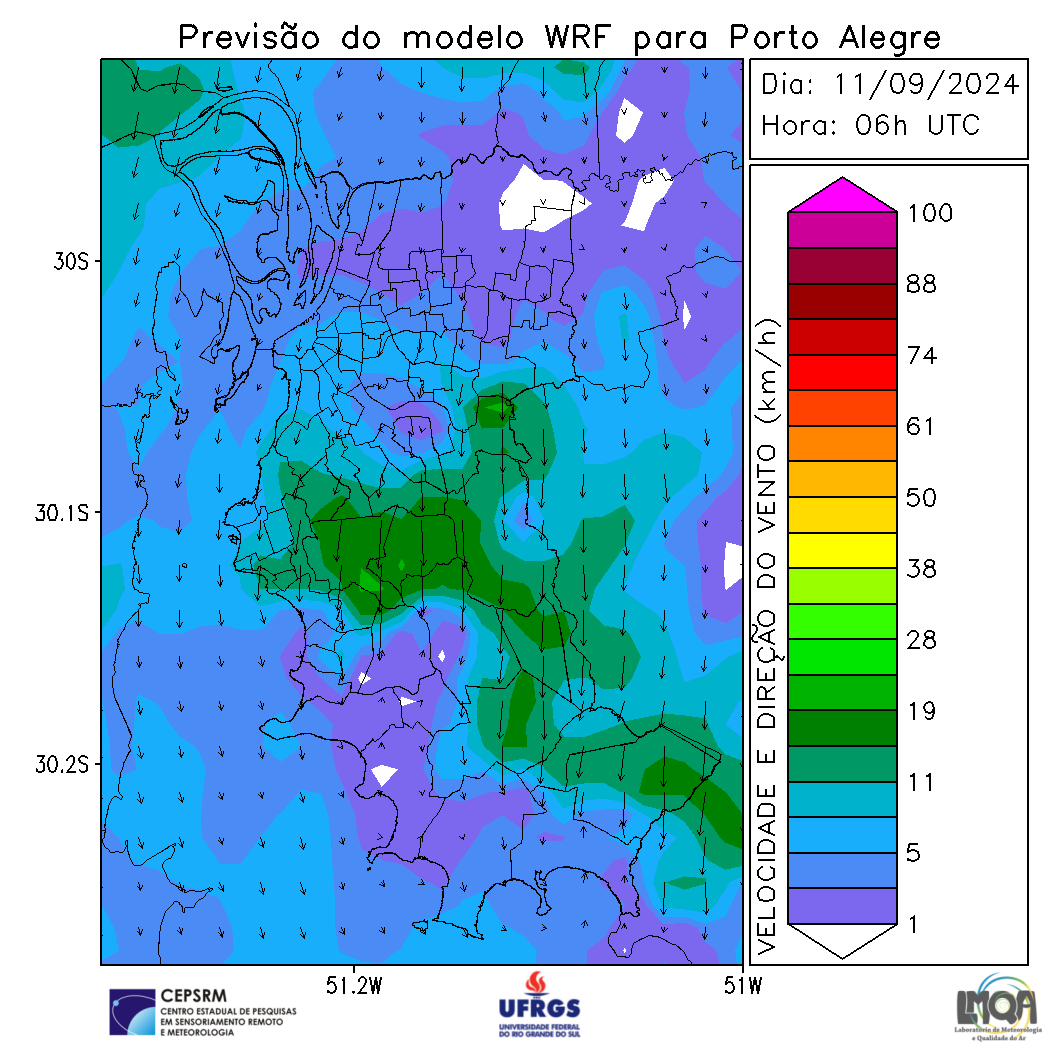 Previsão do modelo WRF para Porto Alegre
Dia: 11/09/2024
Hora: 06h UTC
30S
30.1S
30.2S
51.2W
51W
VELOCIDADE E DIREÇÃO DO VENTO (km/h)
100
88
74
61
50
38
28
19
11
5
1
CEPSRM
CENTRO ESTADUAL DE PESQUISAS
EM SENSORIAMENTO REMOTO
E METEOROLOGIA
UFRGS
UNIVERSIDADE FEDERAL
DO RIO GRANDE DO SUL
LMQA
Laboratório de Meteorologia
e Qualidade do Ar